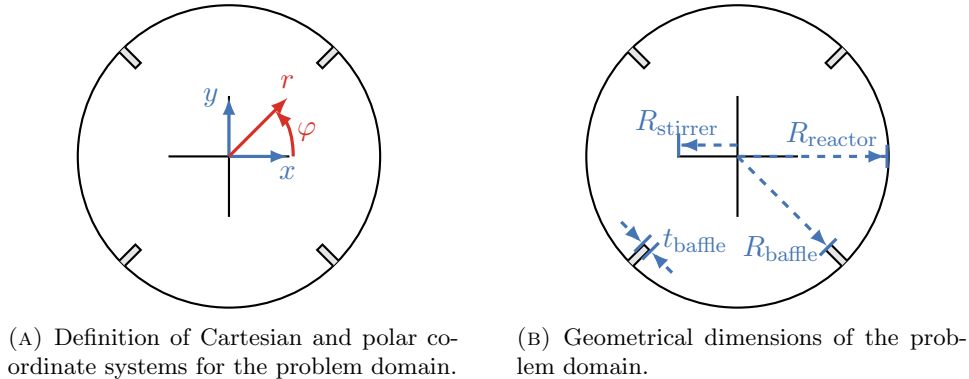 r
y
φ
x
R_stirrer
R_reactor
t_baffle
R_baffle
(A) Definition of Cartesian and polar co-
ordinate systems for the problem domain.
(B) Geometrical dimensions of the prob-
lem domain.